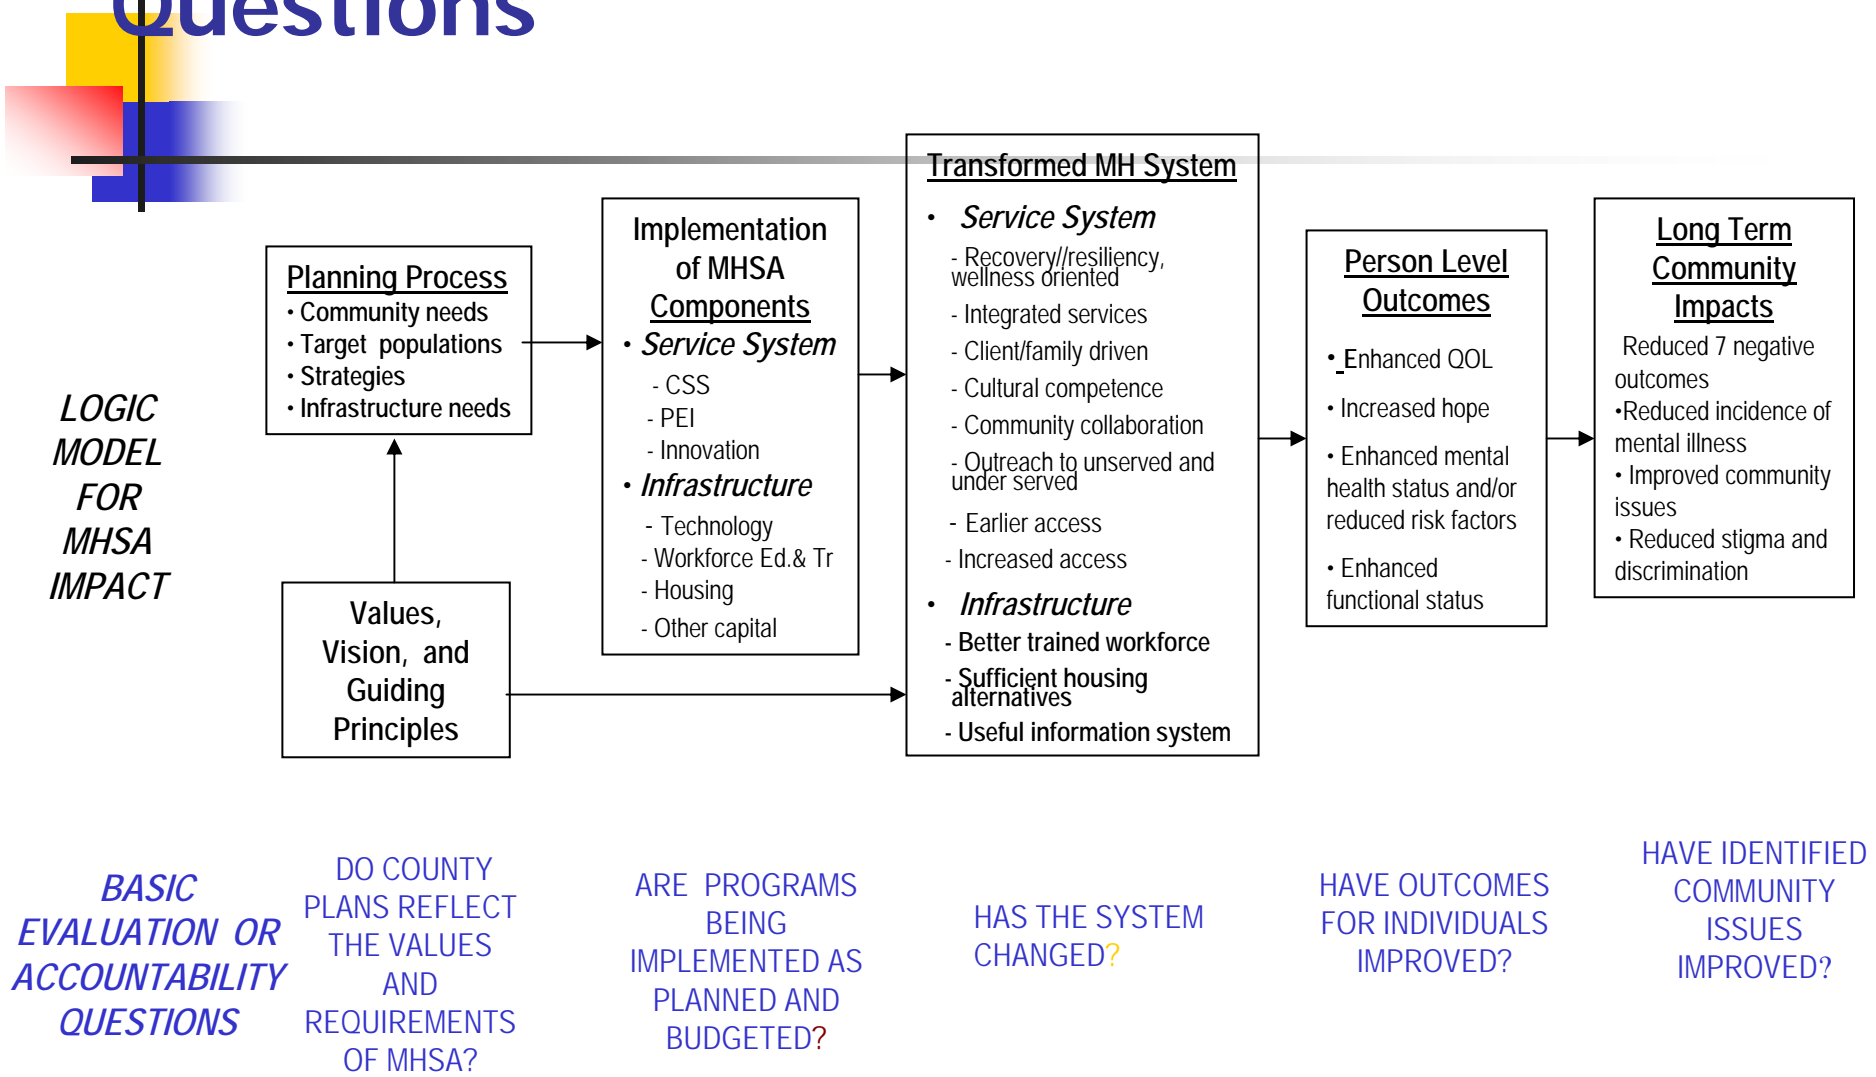 Questions
LOGIC
MODEL
FOR
MHSA
IMPACT
Planning Process
• Community needs
• Target populations
• Strategies
• Infrastructure needs
Values,
Vision, and
Guiding
Principles
Implementation
of MHSA
Components
• Service System
- CSS
- PEI
- Innovation
• Infrastructure
- Technology
- Workforce Ed.& Tr
- Housing
- Other capital
Transformed MH System
• Service System
- Recovery//resiliency,
wellness oriented
- Integrated services
- Client/family driven
- Cultural competence
- Community collaboration
- Outreach to unserved and
under served
- Earlier access
- Increased access
• Infrastructure
- Better trained workforce
- Sufficient housing
alternatives
- Useful information system
Person Level
Outcomes
• Enhanced QOL
• Increased hope
• Enhanced mental
health status and/or
reduced risk factors
• Enhanced
functional status
Long Term
Community
Impacts
Reduced 7 negative
outcomes
•Reduced incidence of
mental illness
• Improved community
issues
• Reduced stigma and
discrimination
BASIC
EVALUATION OR
ACCOUNTABILITY
QUESTIONS
DO COUNTY
PLANS REFLECT
THE VALUES
AND
REQUIREMENTS
OF MHSA?
ARE PROGRAMS
BEING
IMPLEMENTED AS
PLANNED AND
BUDGETED?
HAS THE SYSTEM
CHANGED?
HAVE OUTCOMES
FOR INDIVIDUALS
IMPROVED?
HAVE IDENTIFIED
COMMUNITY
ISSUES
IMPROVED?